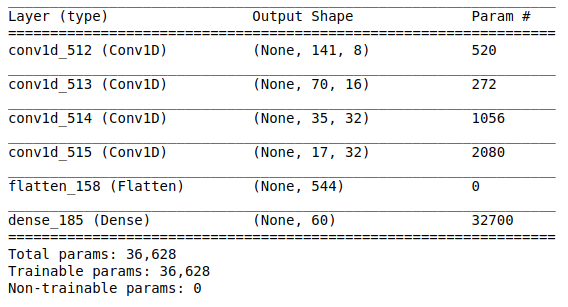 Layer (type) Output Shape Param #
conv1d_512 (Conv1D) (None, 141, 8) 520
conv1d_513 (Conv1D) (None, 70, 16) 272
conv1d_514 (Conv1D) (None, 35, 32) 1056
conv1d_515 (Conv1D) (None, 17, 32) 2080
flatten_158 (Flatten) (None, 544) 0
dense_185 (Dense) (None, 60) 32700
Total params: 36,628
Trainable params: 36,628
Non-trainable params: 0